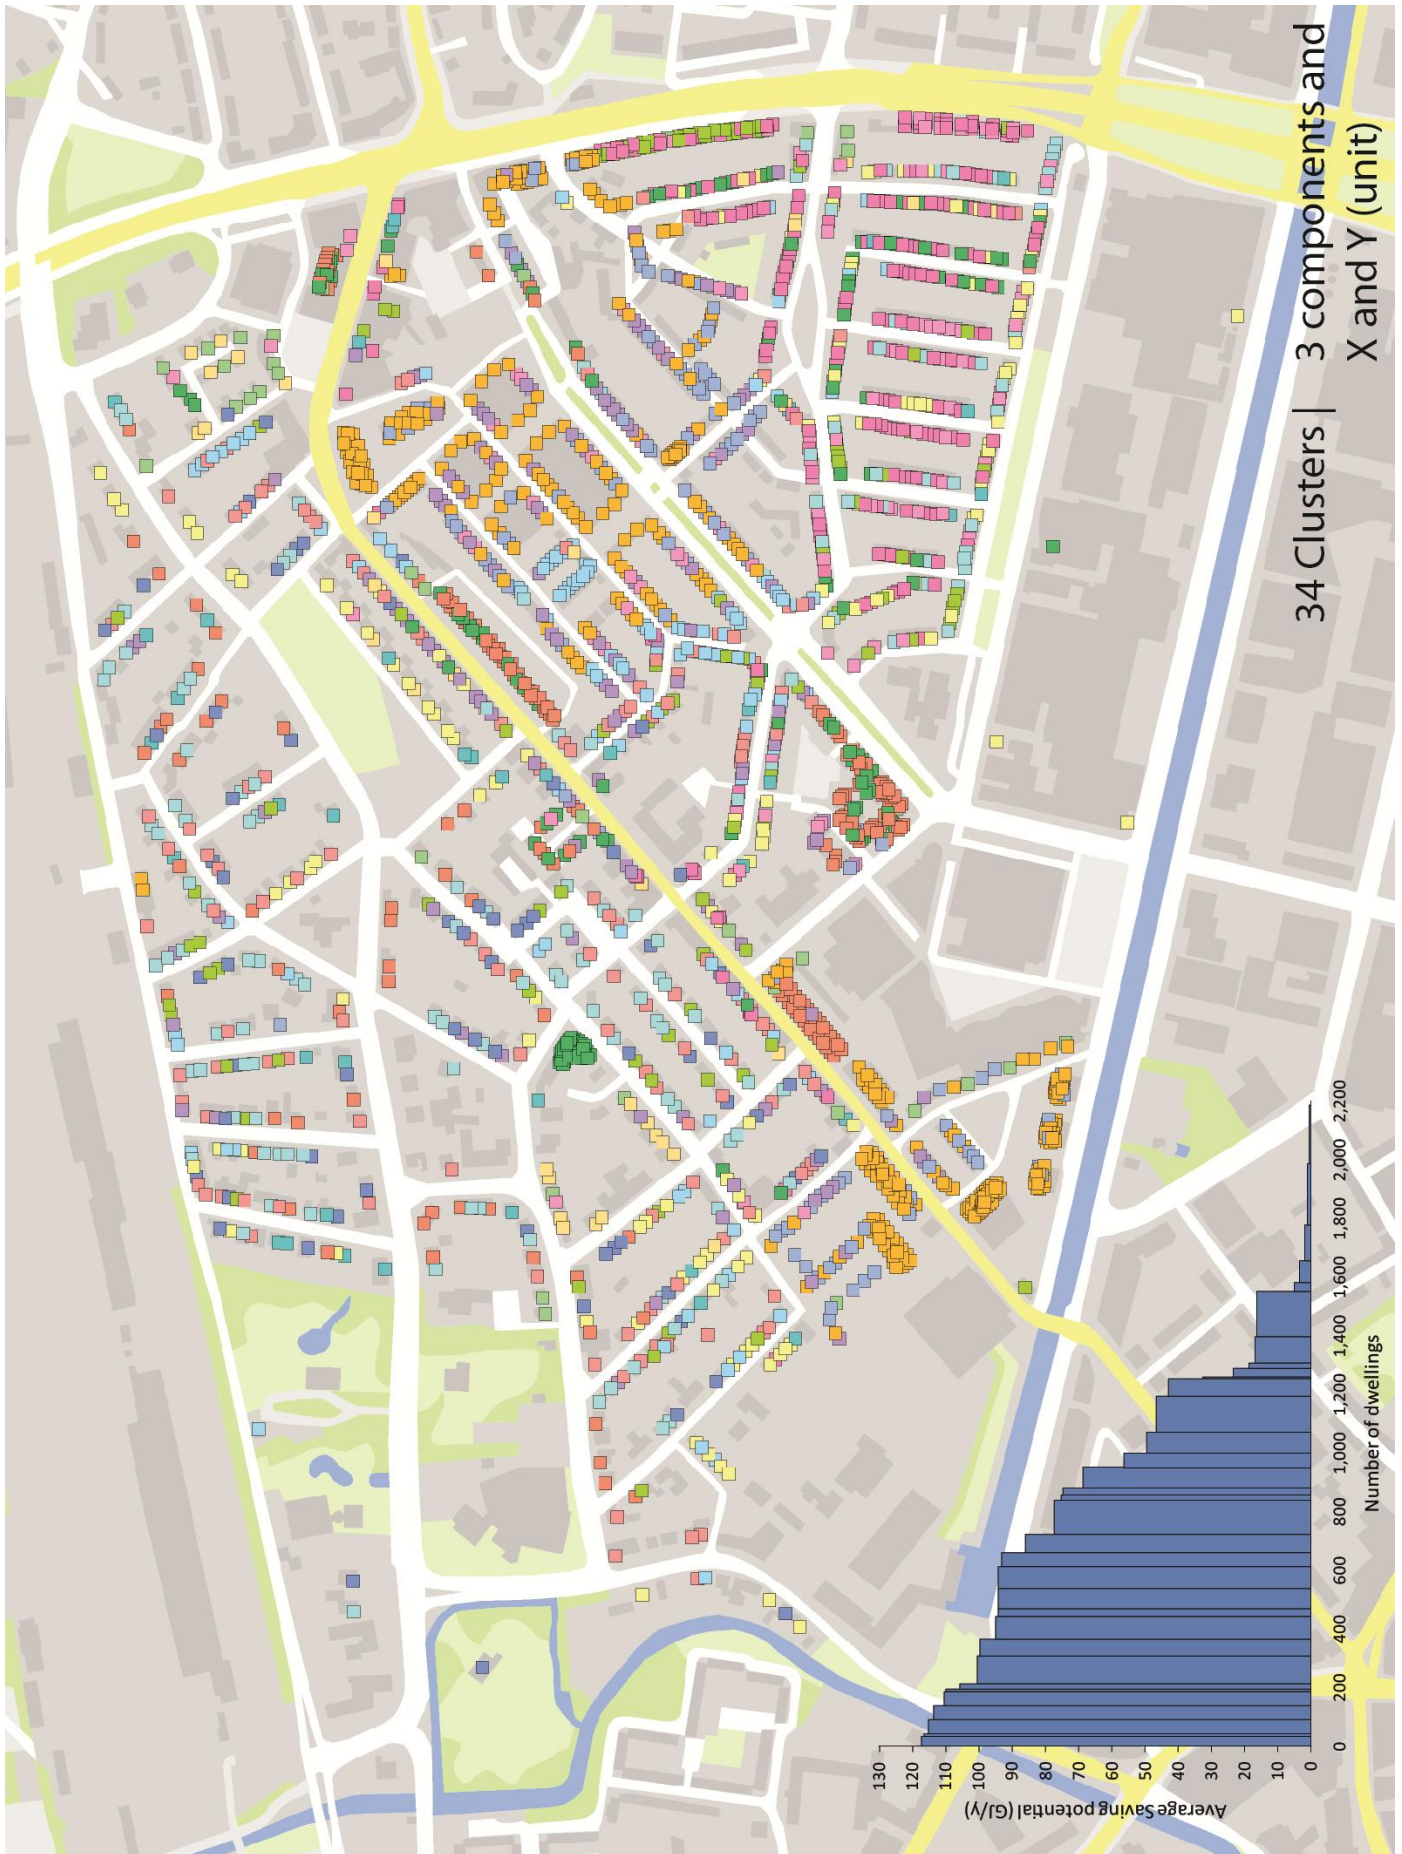 34 Clusters | 3 components and
X and Y (unit)
Average Saving potential (GJ/y)
130
120
110
100
90
80
70
60
50
40
30
20
10
0
0 200 400 600 800 1,000 1,200 1,400 1,600 1,800 2,000 2,200
Number of dwellings